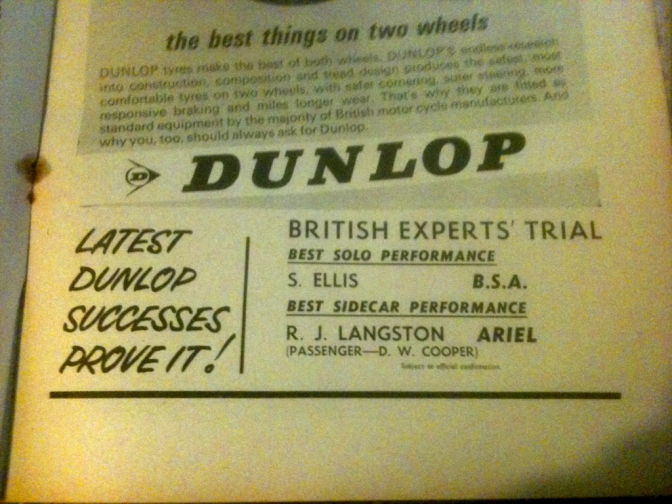 the best things on two wheels
DUNLOP tyres make the best of both wheels. DUNLOP'S endless research
into construction, composition and tread design produces the safest, most
comfortable tyres on two wheels, with safer cornering, surer steering, more
responsive braking and miles longer wear. That's why they are fitted as
standard equipment by the majority of British motor cycle manufacturers. And
why you, too, should always ask for Dunlop.
D DUNLOP
LATEST
DUNLOP
SUCCESSES
PROVE IT!
BRITISH EXPERTS' TRIAL
BEST SOLO PERFORMANCE
S. ELLIS B.S.A.
BEST SIDECAR PERFORMANCE
R. J. LANGSTON ARIEL
(PASSENGER—D. W. COOPER)
Subject to official confirmation